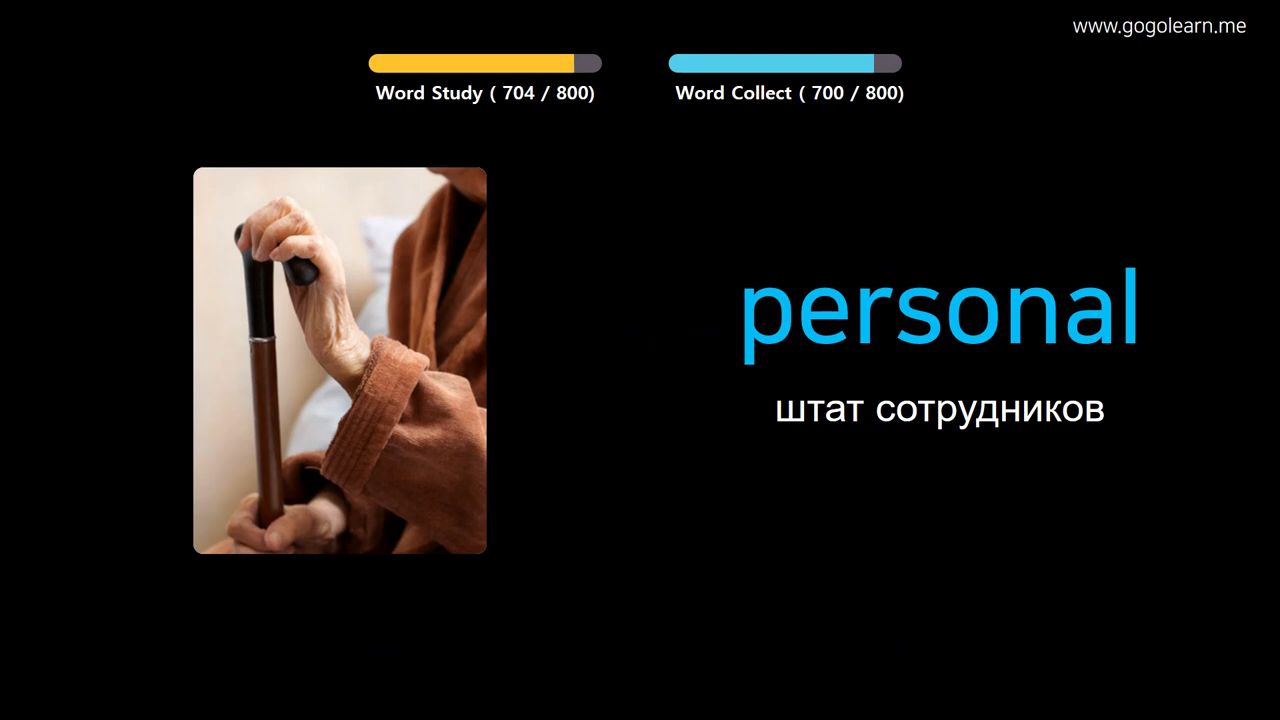 www.gogolearn.me
Word Study ( 704 / 800)
Word Collect ( 700 / 800)
personal
штат сотрудников